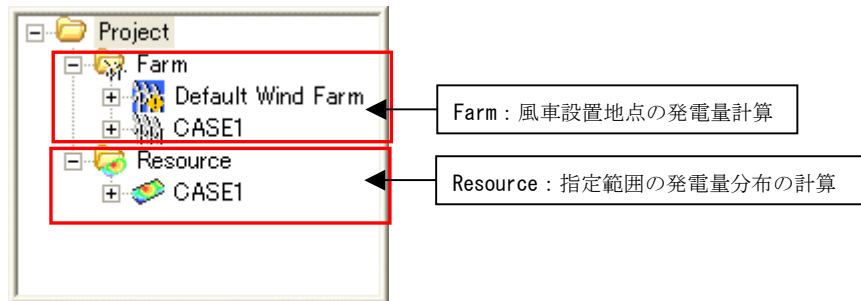 Project
Farm
Default Wind Farm
CASE1
Resource
CASE1
Farm：風車設置地点の発電量計算
Resource：指定範囲の発電量分布の計算